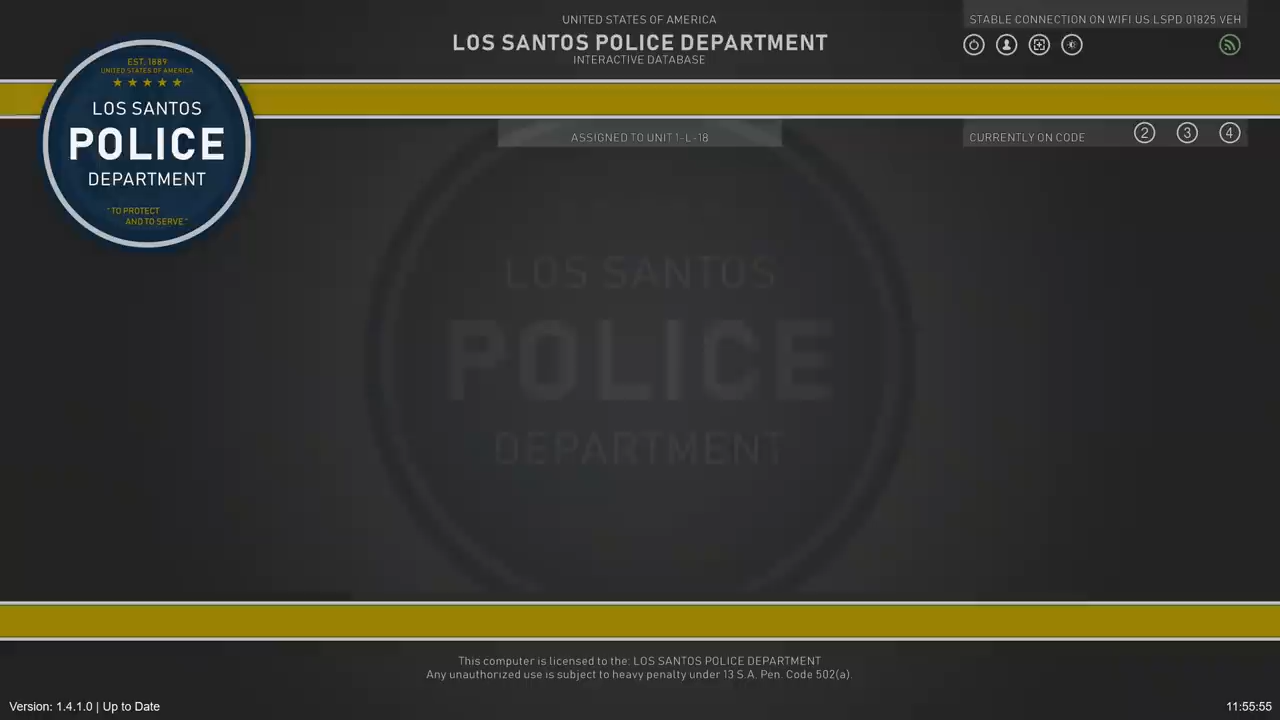 UNITED STATES OF AMERICA
LOS SANTOS POLICE DEPARTMENT
INTERACTIVE DATABASE
STABLE CONNECTION ON WIFI US LSPD 01825 VEH
EST. 1889
UNITED STATES OF AMERICA
LOS SANTOS
POLICE
DEPARTMENT
"TO PROTECT
AND TO SERVE"
ASSIGNED TO UNIT 1-L-18
CURRENTLY ON CODE
2 3 4
LOS SANTOS
POLICE
DEPARTMENT
This computer is licensed to the: LOS SANTOS POLICE DEPARTMENT
Any unauthorized use is subject to heavy penalty under 13 S.A. Pen. Code 502(a).
Version: 1.4.1.0 | Up to Date
11:55:55